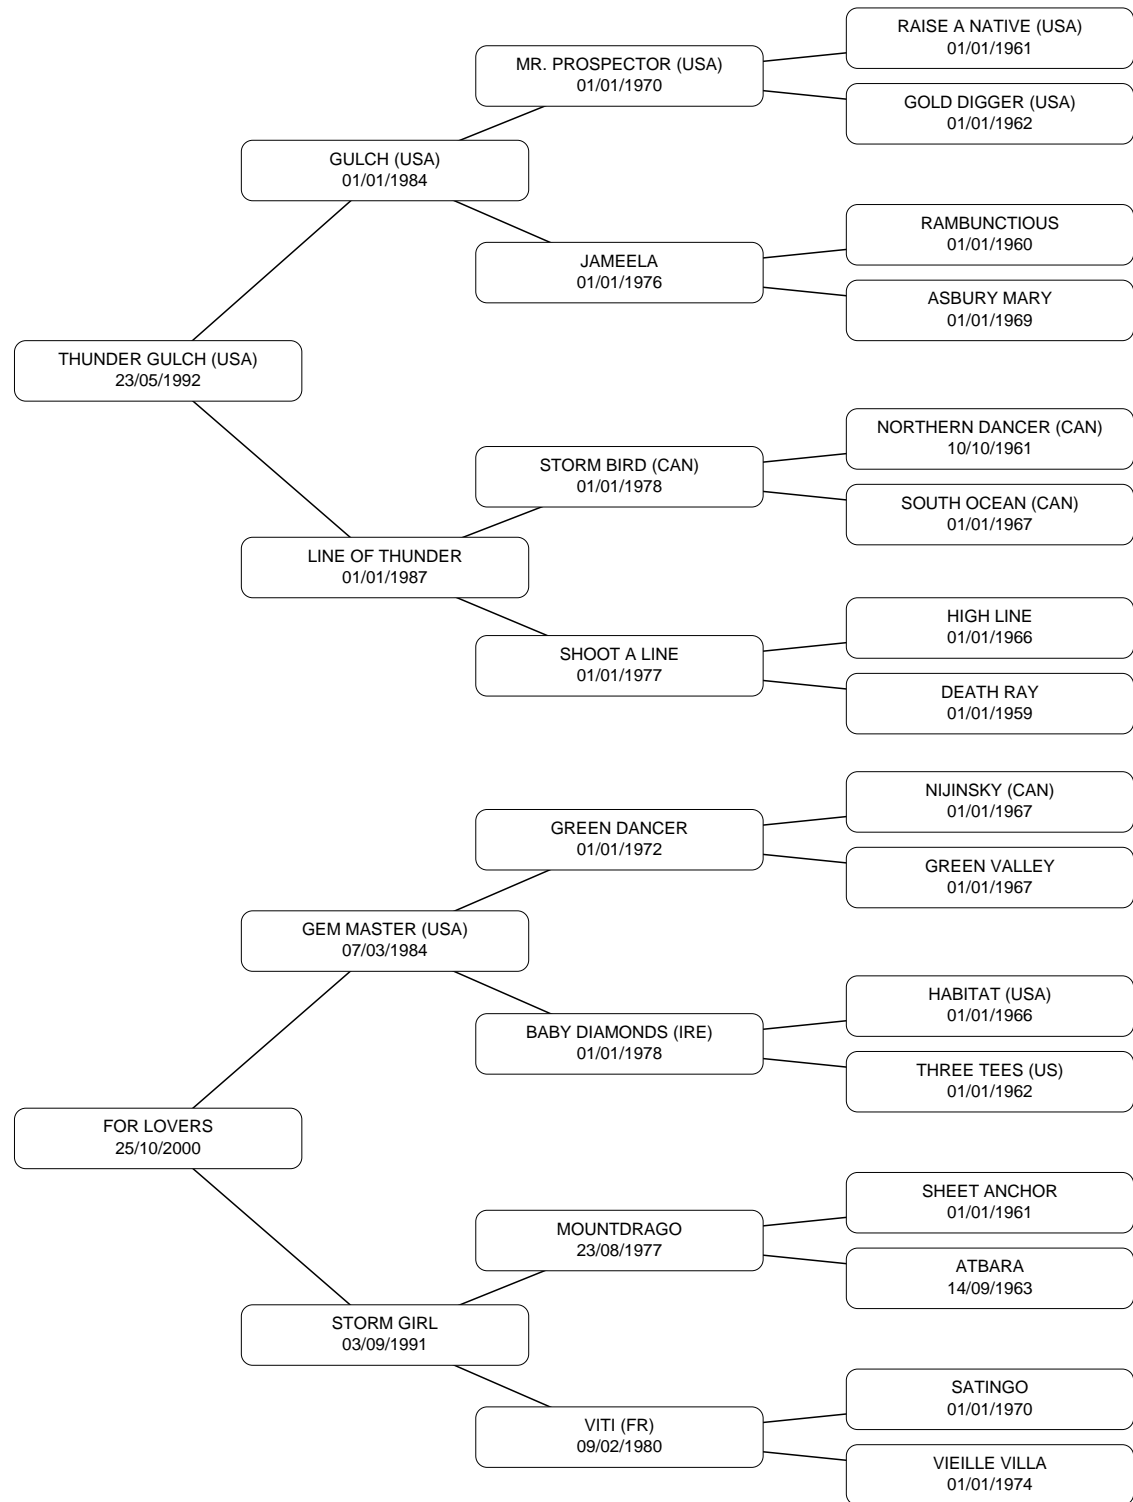 RAISE A NATIVE (USA)
01/01/1961
MR. PROSPECTOR (USA)
01/01/1970
GOLD DIGGER (USA)
01/01/1962
GULCH (USA)
01/01/1984
RAMBUNCTIOUS
01/01/1960
JAMEELA
01/01/1976
ASBURY MARY
01/01/1969
THUNDER GULCH (USA)
23/05/1992
NORTHERN DANCER (CAN)
10/10/1961
STORM BIRD (CAN)
01/01/1978
SOUTH OCEAN (CAN)
01/01/1967
LINE OF THUNDER
01/01/1987
HIGH LINE
01/01/1966
SHOOT A LINE
01/01/1977
DEATH RAY
01/01/1959
NIJINSKY (CAN)
01/01/1967
GREEN DANCER
01/01/1972
GREEN VALLEY
01/01/1967
GEM MASTER (USA)
07/03/1984
HABITAT (USA)
01/01/1966
BABY DIAMONDS (IRE)
01/01/1978
THREE TEES (US)
01/01/1962
FOR LOVERS
25/10/2000
SHEET ANCHOR
01/01/1961
MOUNTDRAGO
23/08/1977
ATBARA
14/09/1963
STORM GIRL
03/09/1991
SATINGO
01/01/1970
VITI (FR)
09/02/1980
VIEILLE VILLA
01/01/1974